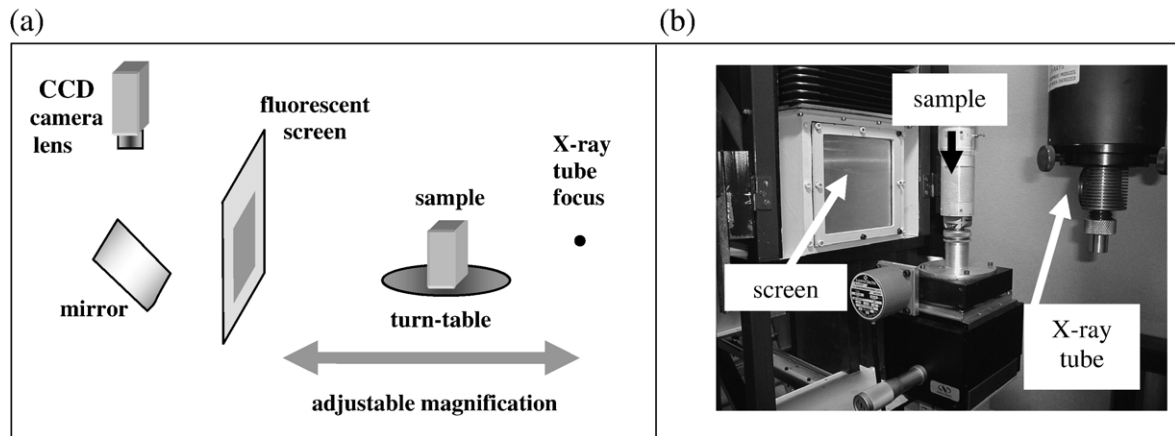 (a)
(b)
CCD
camera
lens
fluorescent
screen
X-ray
tube
focus
sample
mirror
turn-table
adjustable magnification
sample
screen
X-ray
tube